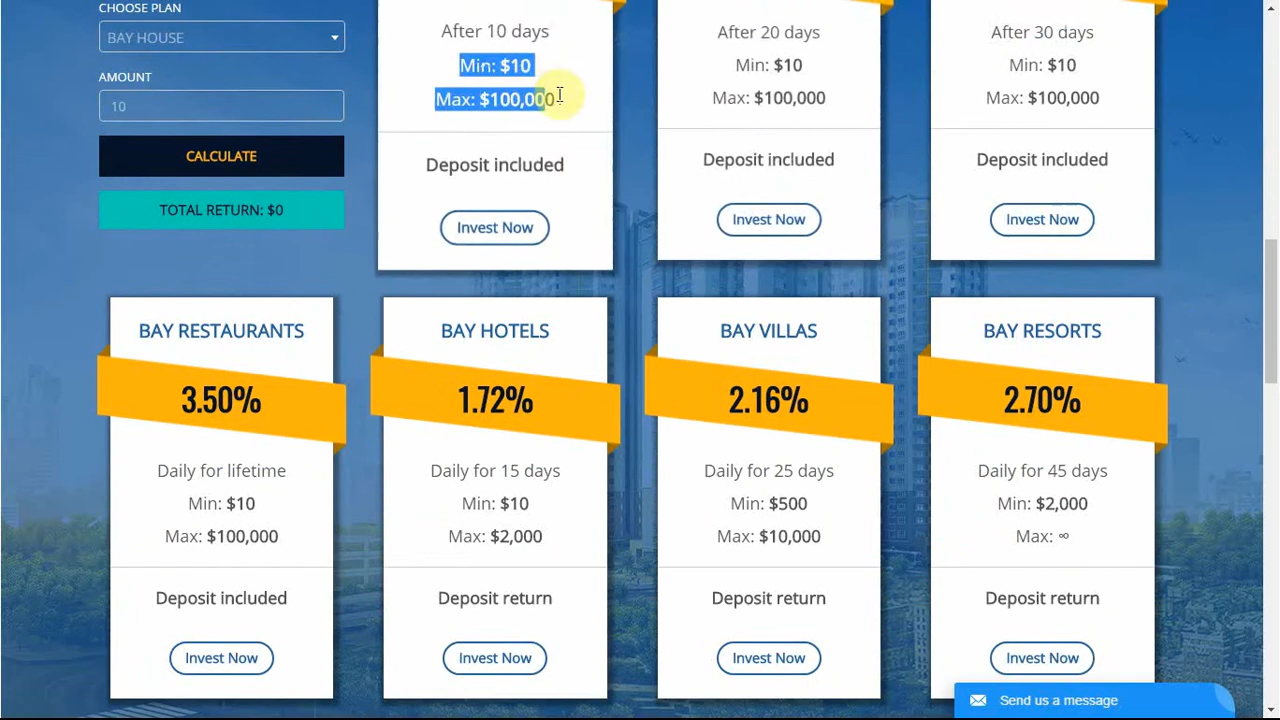 CHOOSE PLAN
BAY HOUSE
AMOUNT
10
CALCULATE
TOTAL RETURN: $0
After 10 days
Min: $10
Max: $100,000
Deposit included
Invest Now
After 20 days
Min: $10
Max: $100,000
Deposit included
Invest Now
After 30 days
Min: $10
Max: $100,000
Deposit included
Invest Now
BAY RESTAURANTS
3.50%
Daily for lifetime
Min: $10
Max: $100,000
Deposit included
Invest Now
BAY HOTELS
1.72%
Daily for 15 days
Min: $10
Max: $2,000
Deposit return
Invest Now
BAY VILLAS
2.16%
Daily for 25 days
Min: $500
Max: $10,000
Deposit return
Invest Now
BAY RESORTS
2.70%
Daily for 45 days
Min: $2,000
Max: ∞
Deposit return
Invest Now
Send us a message